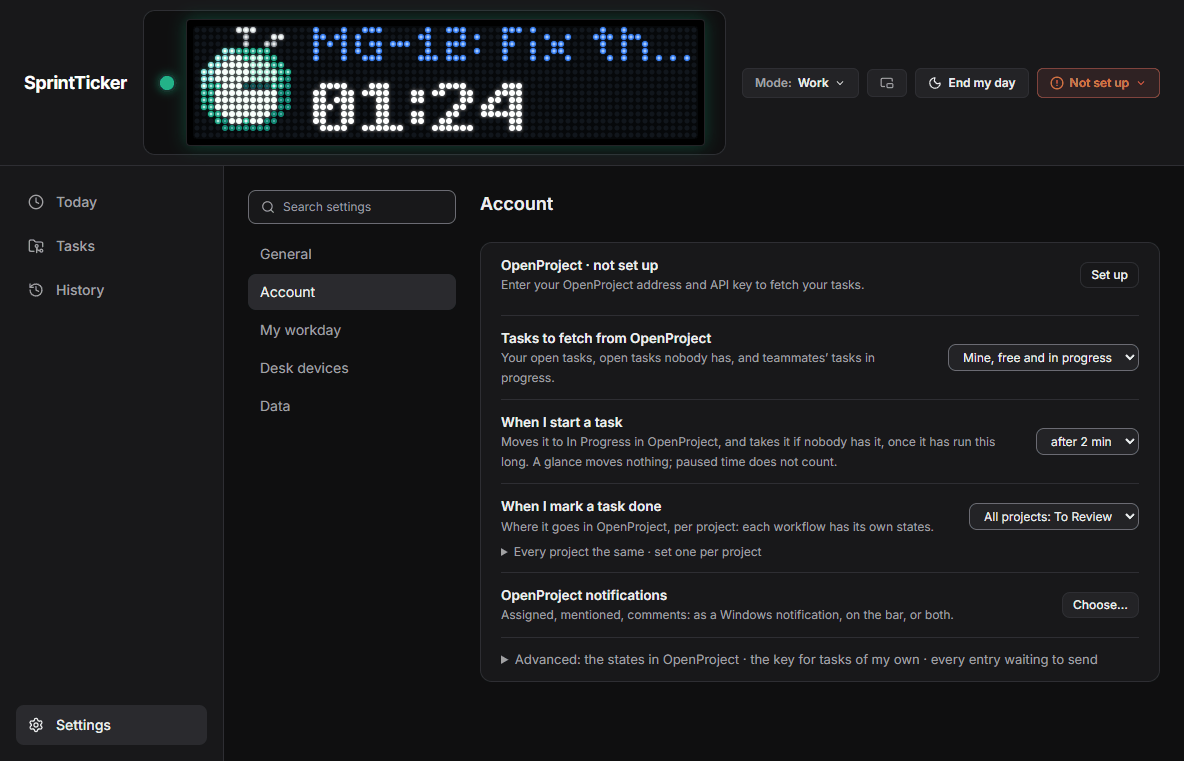 SprintTicker
MG-12: Fix th...
01:24
Mode: Work
End my day
Not set up
Today
Tasks
History
Settings
Search settings
General
Account
My workday
Desk devices
Data
Account
OpenProject · not set up
Enter your OpenProject address and API key to fetch your tasks.
Set up
Tasks to fetch from OpenProject
Your open tasks, open tasks nobody has, and teammates’ tasks in
progress.
Mine, free and in progress
When I start a task
Moves it to In Progress in OpenProject, and takes it if nobody has it, once it has run this
long. A glance moves nothing; paused time does not count.
after 2 min
When I mark a task done
Where it goes in OpenProject, per project: each workflow has its own states.
All projects: To Review
Every project the same · set one per project
OpenProject notifications
Assigned, mentioned, comments: as a Windows notification, on the bar, or both.
Choose...
Advanced: the states in OpenProject · the key for tasks of my own · every entry waiting to send